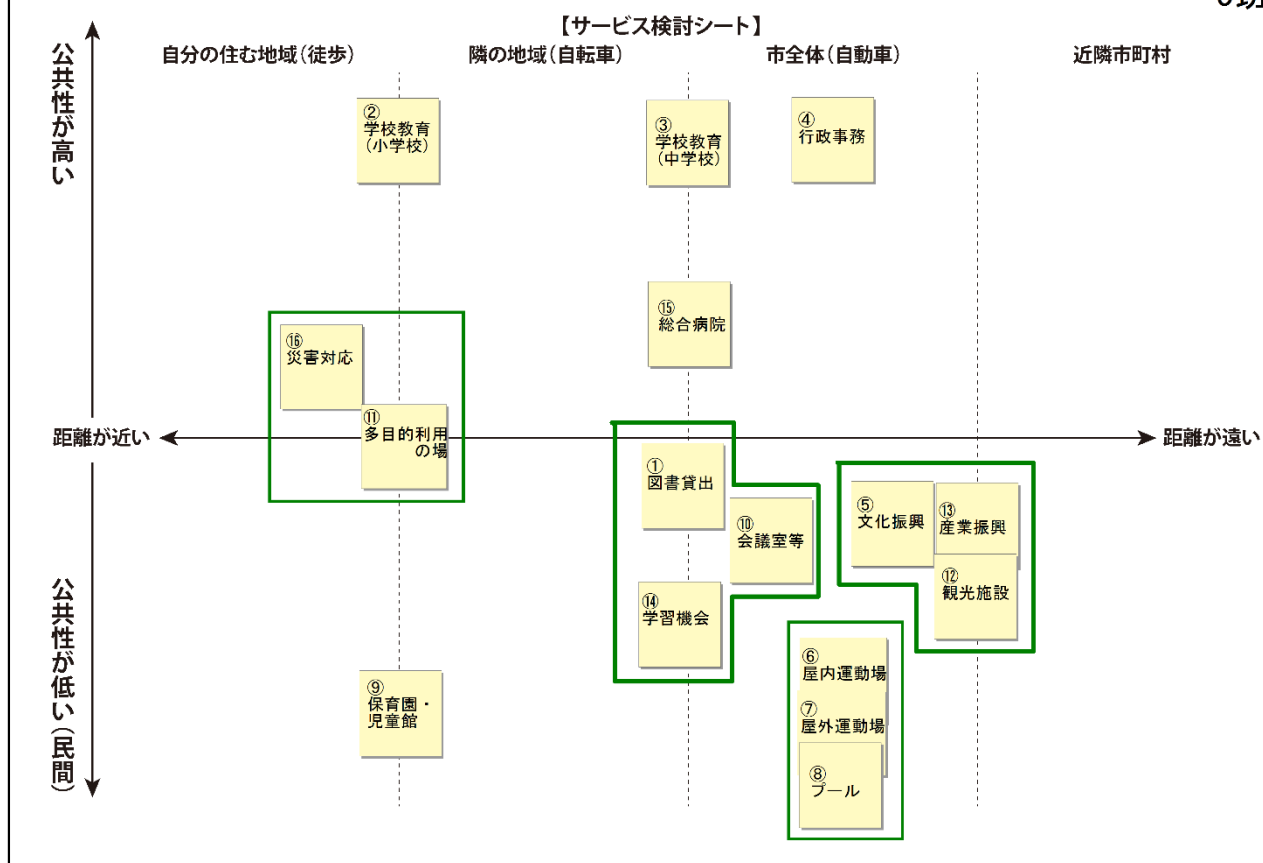 【サービス検討シート】
自分の住む地域(徒歩)
隣の地域(自転車)
市全体(自動車)
近隣市町村
公共性が高い
②
学校教育
(小学校)
③
学校教育
(中学校)
④
行政事務
⑮
総合病院
⑯
災害対応
⑪
多目的利用
の場
距離が近い
距離が遠い
①
図書貸出
⑩
会議室等
⑤
文化振興
⑬
産業振興
⑫
観光施設
⑭
学習機会
公共性が低い(民間)
⑥
屋内運動場
⑦
屋外運動場
⑧
プール
⑨
保育園・
児童館